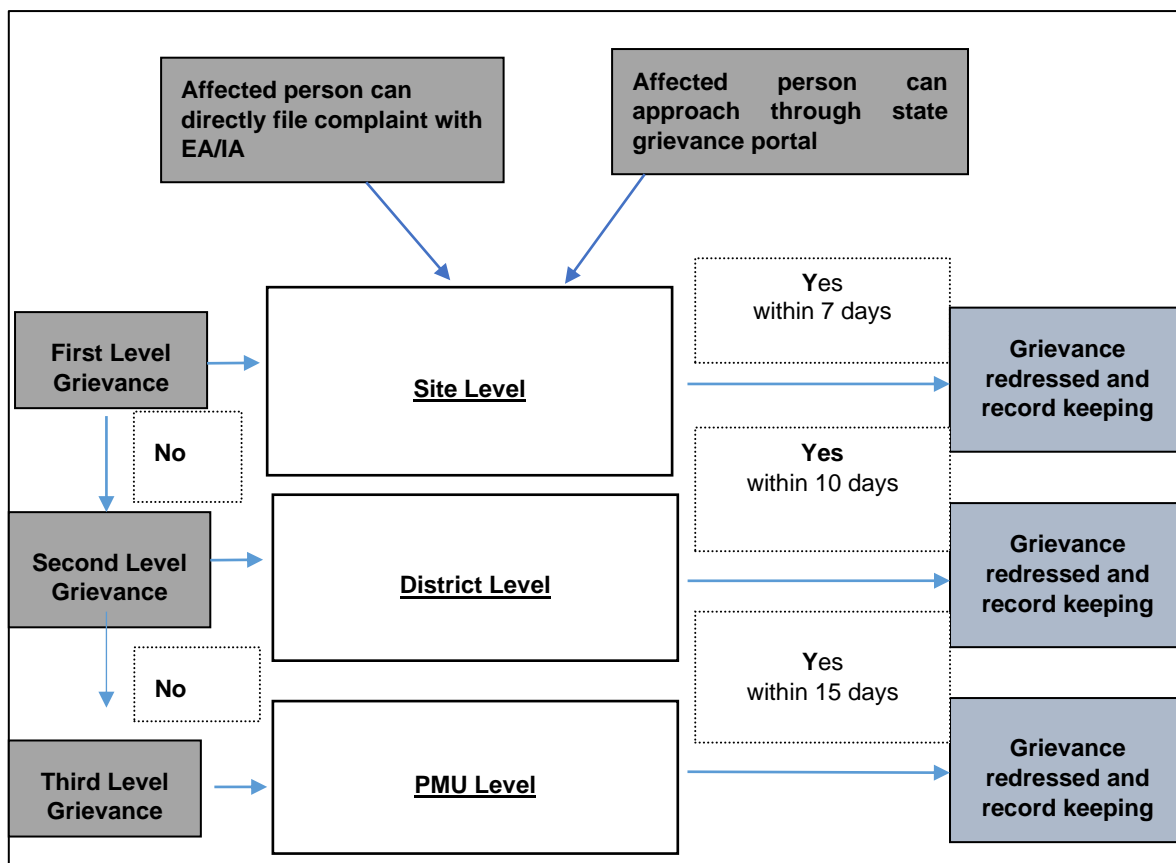 Affected person can
directly file complaint with
EA/IA
Affected person can
approach through state
grievance portal
Yes
within 7 days
First Level
Grievance
Site Level
Grievance
redressed and
record keeping
No
Yes
within 10 days
Second Level
Grievance
District Level
Grievance
redressed and
record keeping
No
Yes
within 15 days
Third Level
Grievance
PMU Level
Grievance
redressed and
record keeping